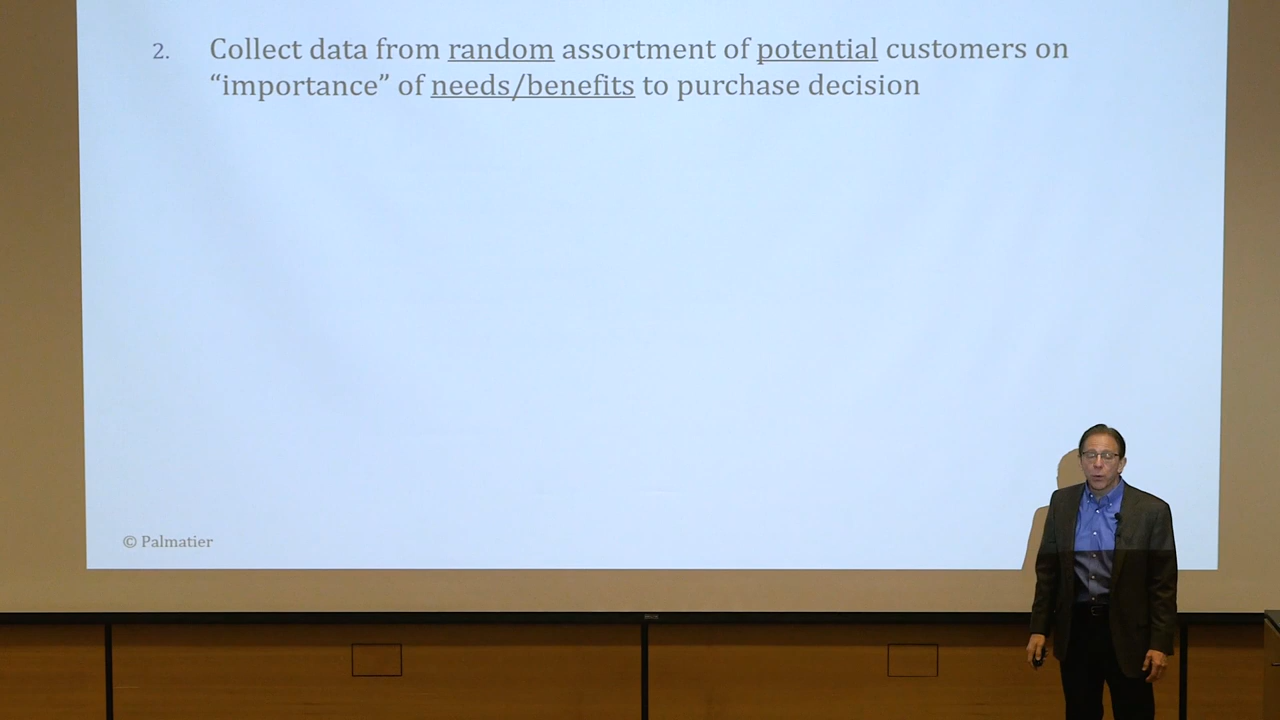 2. Collect data from random assortment of potential customers on
“importance” of needs/benefits to purchase decision
© Palmatier